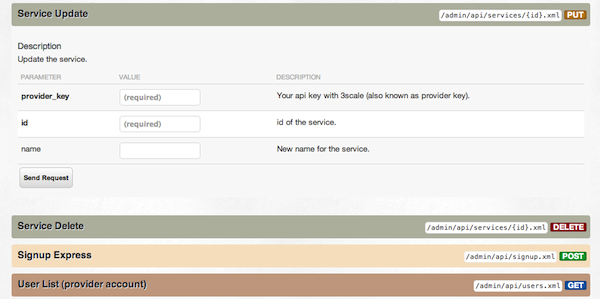 Service Update /admin/api/services/{id}.xml PUT
Description
Update the service.
PARAMETER VALUE DESCRIPTION
provider_key (required) Your api key with 3scale (also known as provider key).
id (required) id of the service.
name New name for the service.
Send Request
Service Delete /admin/api/services/{id}.xml DELETE
Signup Express /admin/api/signup.xml POST
User List (provider account) /admin/api/users.xml GET